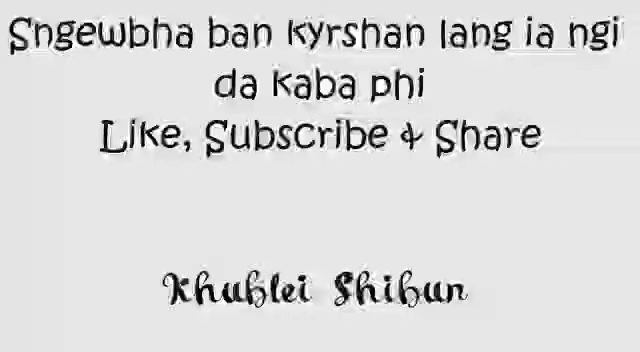 Sngewbha ban kyrshan lang ia ngi
da kaba phi
Like, Subscribe & Share
Khublei Shibun